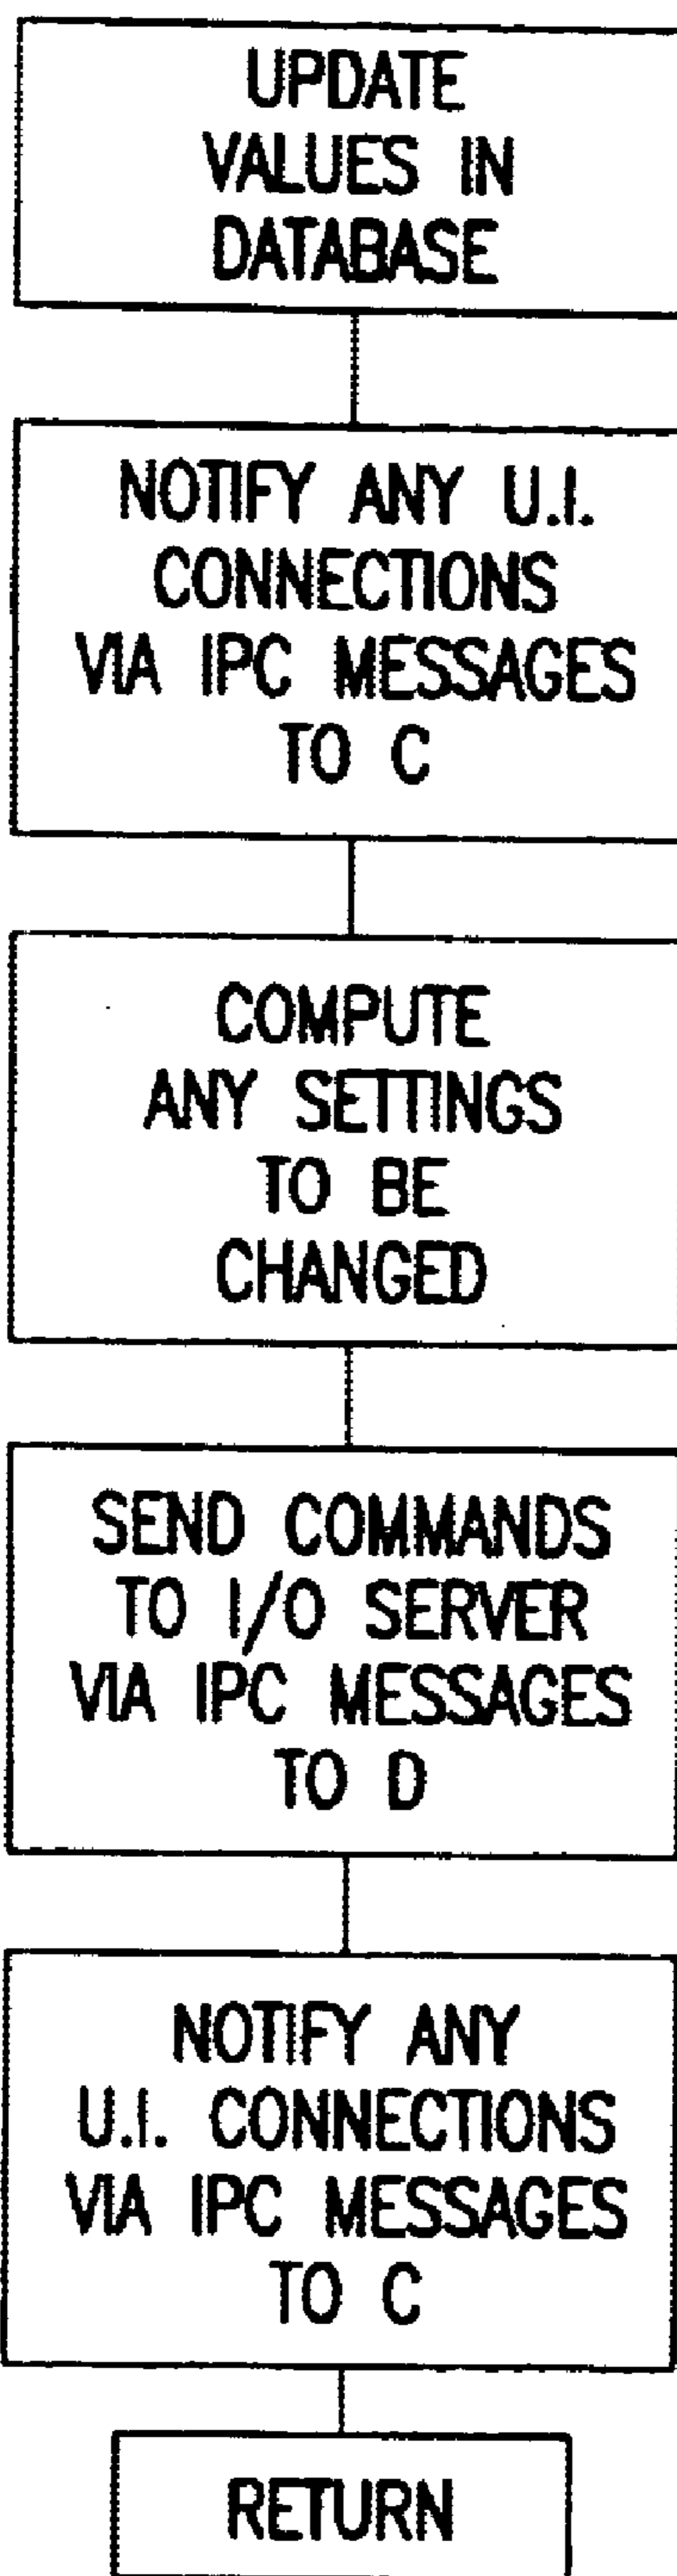 UPDATE
VALUES IN
DATABASE
NOTIFY ANY U.I.
CONNECTIONS
VIA IPC MESSAGES
TO C
COMPUTE
ANY SETTINGS
TO BE
CHANGED
SEND COMMANDS
TO I/O SERVER
VIA IPC MESSAGES
TO D
NOTIFY ANY
U.I. CONNECTIONS
VIA IPC MESSAGES
TO C
RETURN